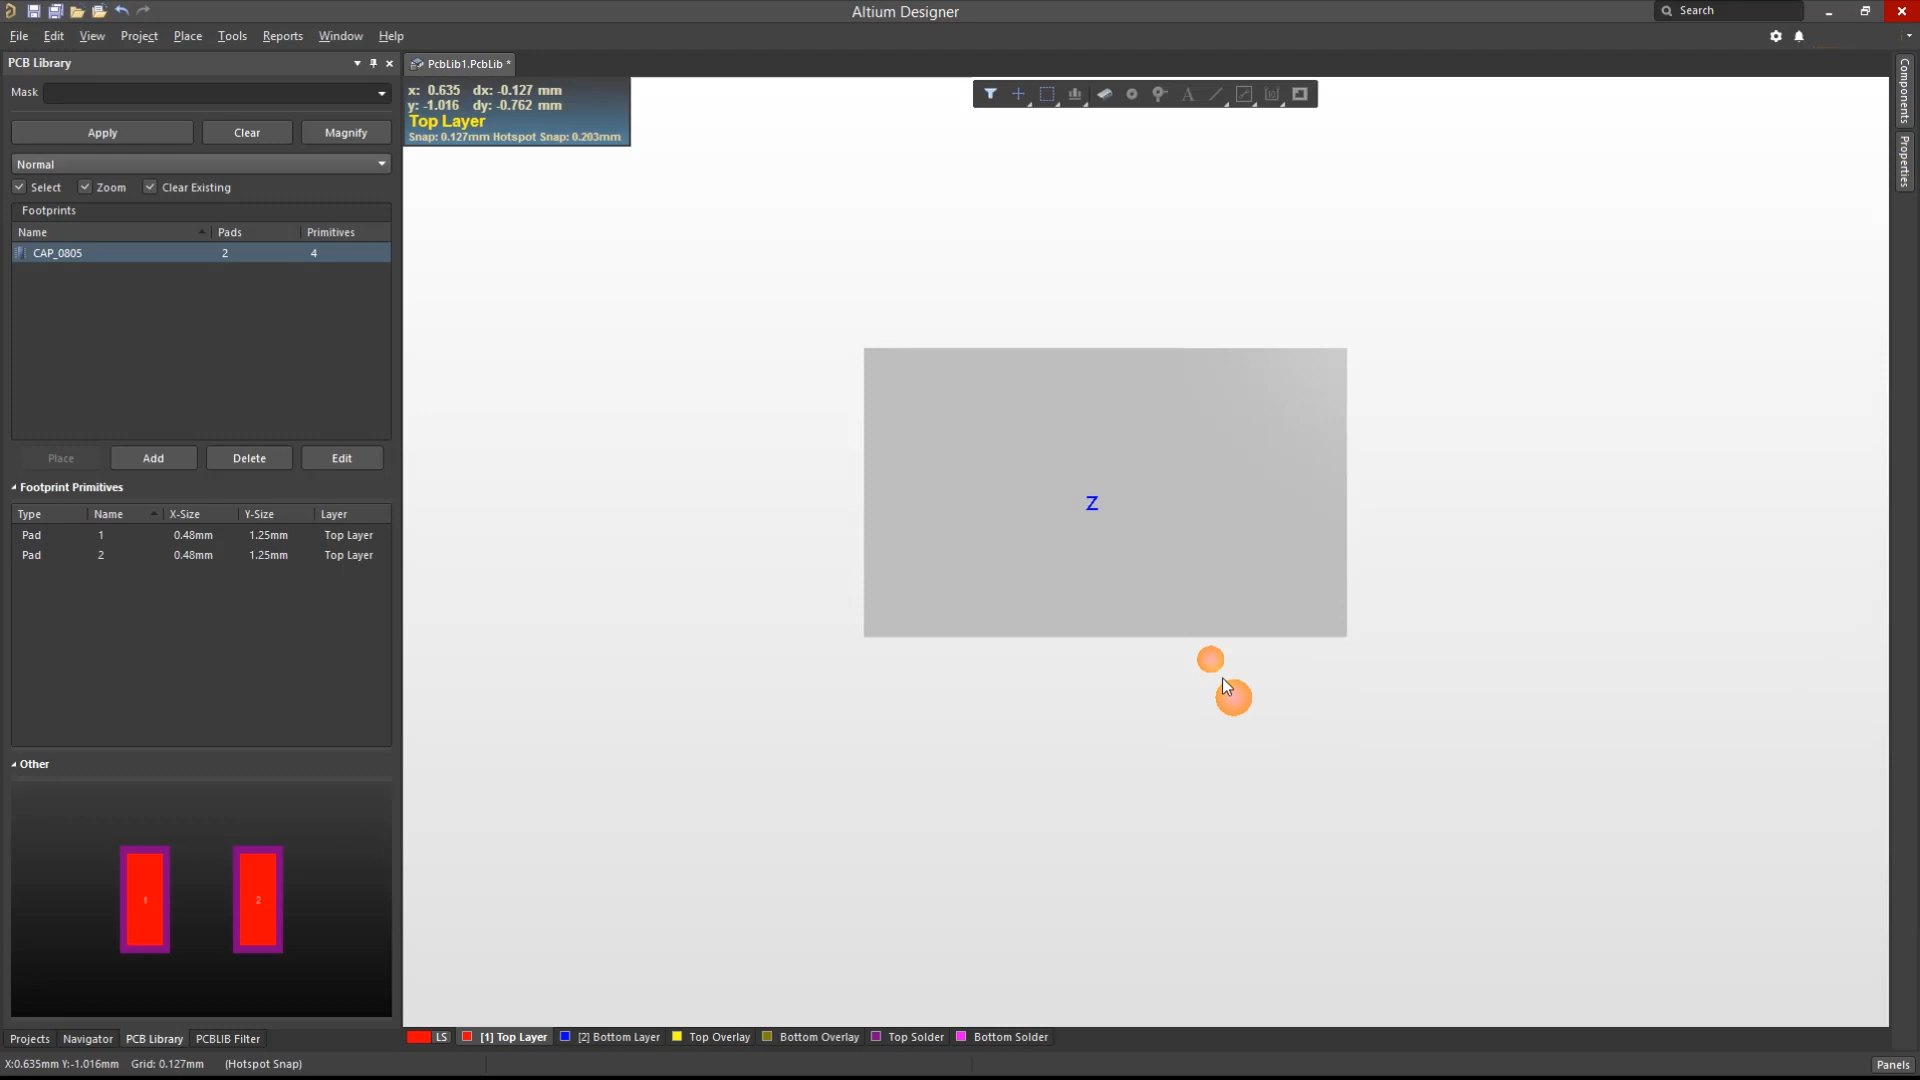 Altium Designer
Search
File Edit View Project Place Tools Reports Window Help
PCB Library
PcbLib1.PcbLib *
Mask
x: 0.635 dx: -0.127 mm
y: -1.016 dy: -0.762 mm
Top Layer
Snap: 0.127mm Hotspot Snap: 0.203mm
Apply Clear Magnify
Normal
Select Zoom Clear Existing
Footprints
Name Pads Primitives
CAP_0805 2 4
Place Add Delete Edit
Footprint Primitives
Type Name X-Size Y-Size Layer
Pad 1 0.48mm 1.25mm Top Layer
Pad 2 0.48mm 1.25mm Top Layer
Z
Other
1 2
Components
Properties
Projects Navigator PCB Library PCBLIB Filter
LS [1] Top Layer [2] Bottom Layer Top Overlay Bottom Overlay Top Solder Bottom Solder
X:0.635mm Y:-1.016mm Grid: 0.127mm (Hotspot Snap)
Panels